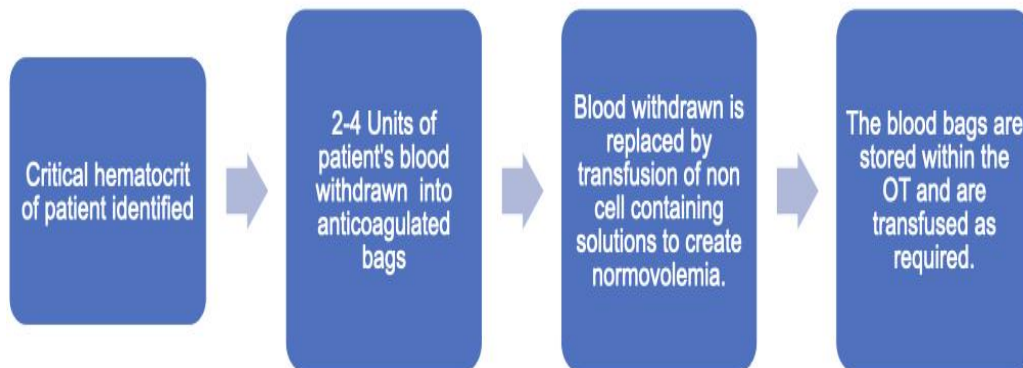 Critical hematocrit
of patient identified
2-4 Units of
patient's blood
withdrawn into
anticoagulated
bags
Blood withdrawn is
replaced by
transfusion of non
cell containing
solutions to create
normovolemia.
The blood bags are
stored within the
OT and are
transfused as
required.